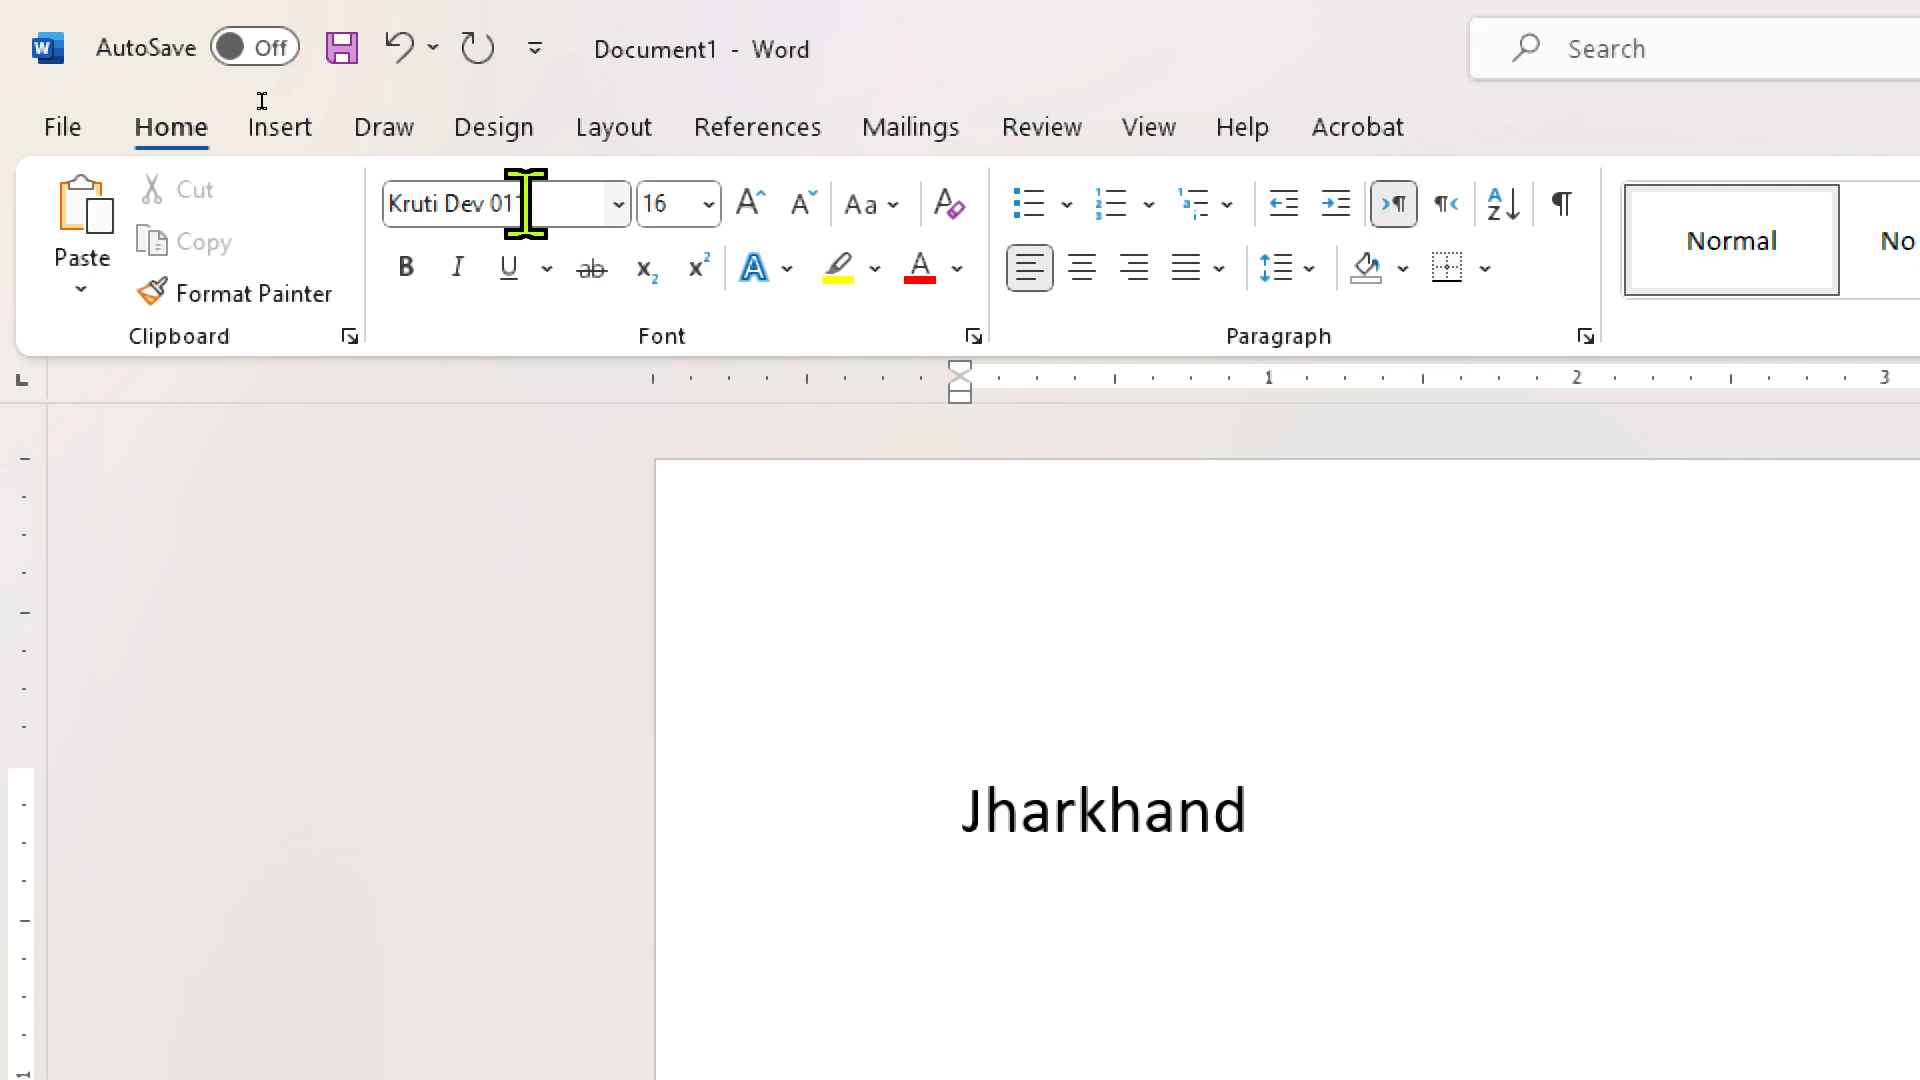 AutoSave Off Document1 - Word Search
File Home Insert Draw Design Layout References Mailings Review View Help Acrobat
Paste Cut Copy Format Painter Clipboard
Kruti Dev 011 16 Aa
B I U ab x₂ x² A A
Font
Paragraph
Normal No
1 2 3
Jharkhand
1